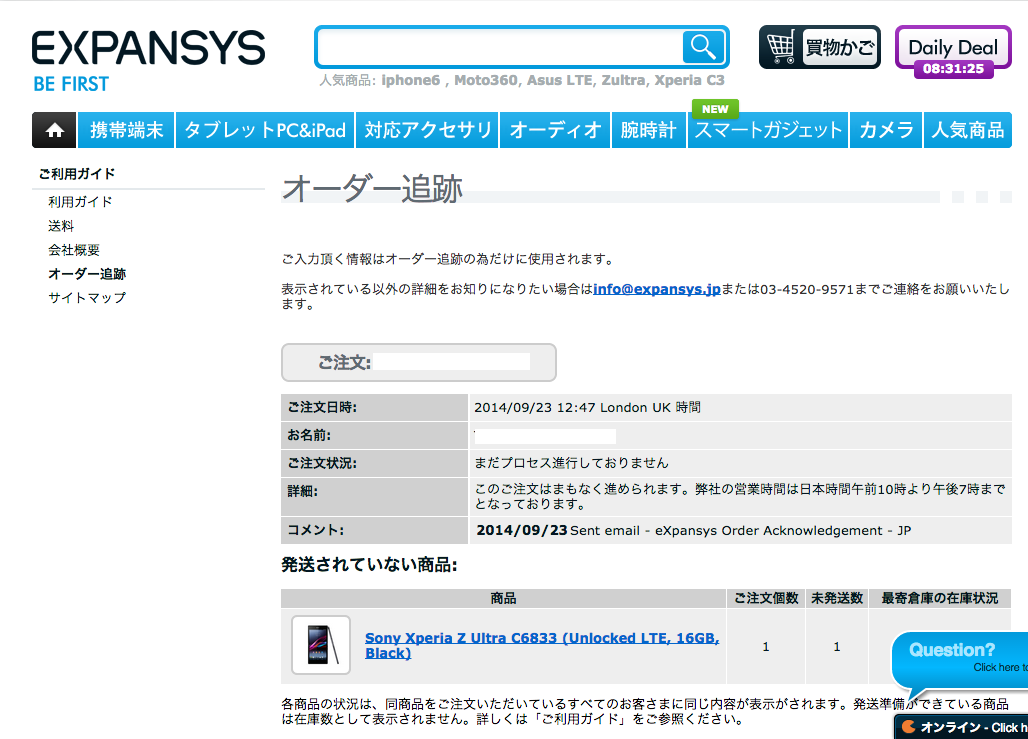 EXPANSYS
BE FIRST
人気商品: iphone6 , Moto360, Asus LTE, Zultra, Xperia C3
買物かご
Daily Deal
08:31:25
NEW
携帯端末 タブレットPC&iPad 対応アクセサリ オーディオ 腕時計 スマートガジェット カメラ 人気商品
ご利用ガイド
利用ガイド
送料
会社概要
オーダー追跡
サイトマップ
オーダー追跡
ご入力頂く情報はオーダー追跡の為だけに使用されます。
表示されている以外の詳細をお知りになりたい場合はinfo@expansys.jpまたは03-4520-9571までご連絡をお願いいたし
ます。
ご注文:
ご注文日時: 2014/09/23 12:47 London UK 時間
お名前:
ご注文状況: まだプロセス進行しておりません
詳細: このご注文はまもなく進められます。弊社の営業時間は日本時間午前10時より午後7時まで
となっております。
コメント: 2014/09/23 Sent email - eXpansys Order Acknowledgement - JP
発送されていない商品:
商品 ご注文個数 未発送数 最寄倉庫の在庫状況
Sony Xperia Z Ultra C6833 (Unlocked LTE, 16GB,
Black)
1 1
Question?
Click here to
各商品の状況は、同商品をご注文いただいているすべてのお客さまに同じ内容が表示がされます。発送準備ができている商品
は在庫数として表示されません。詳しくは「ご利用ガイド」をご参照ください。
オンライン - Click h